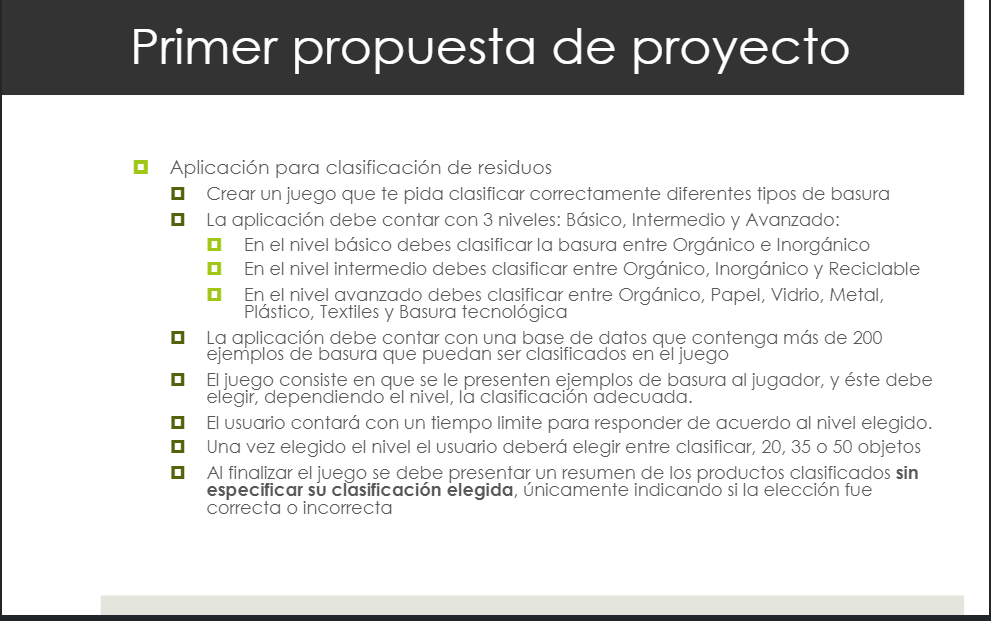 Primer propuesta de proyecto
Aplicación para clasificación de residuos
Crear un juego que te pida clasificar correctamente diferentes tipos de basura
La aplicación debe contar con 3 niveles: Básico, Intermedio y Avanzado:
En el nivel básico debes clasificar la basura entre Orgánico e Inorgánico
En el nivel intermedio debes clasificar entre Orgánico, Inorgánico y Reciclable
En el nivel avanzado debes clasificar entre Orgánico, Papel, Vidrio, Metal,
Plástico, Textiles y Basura tecnológica
La aplicación debe contar con una base de datos que contenga más de 200
ejemplos de basura que puedan ser clasificados en el juego
El juego consiste en que se le presenten ejemplos de basura al jugador, y éste debe
elegir, dependiendo el nivel, la clasificación adecuada.
El usuario contará con un tiempo limite para responder de acuerdo al nivel elegido.
Una vez elegido el nivel el usuario deberá elegir entre clasificar, 20, 35 o 50 objetos
Al finalizar el juego se debe presentar un resumen de los productos clasificados sin
especificar su clasificación elegida, únicamente indicando si la elección fue
correcta o incorrecta